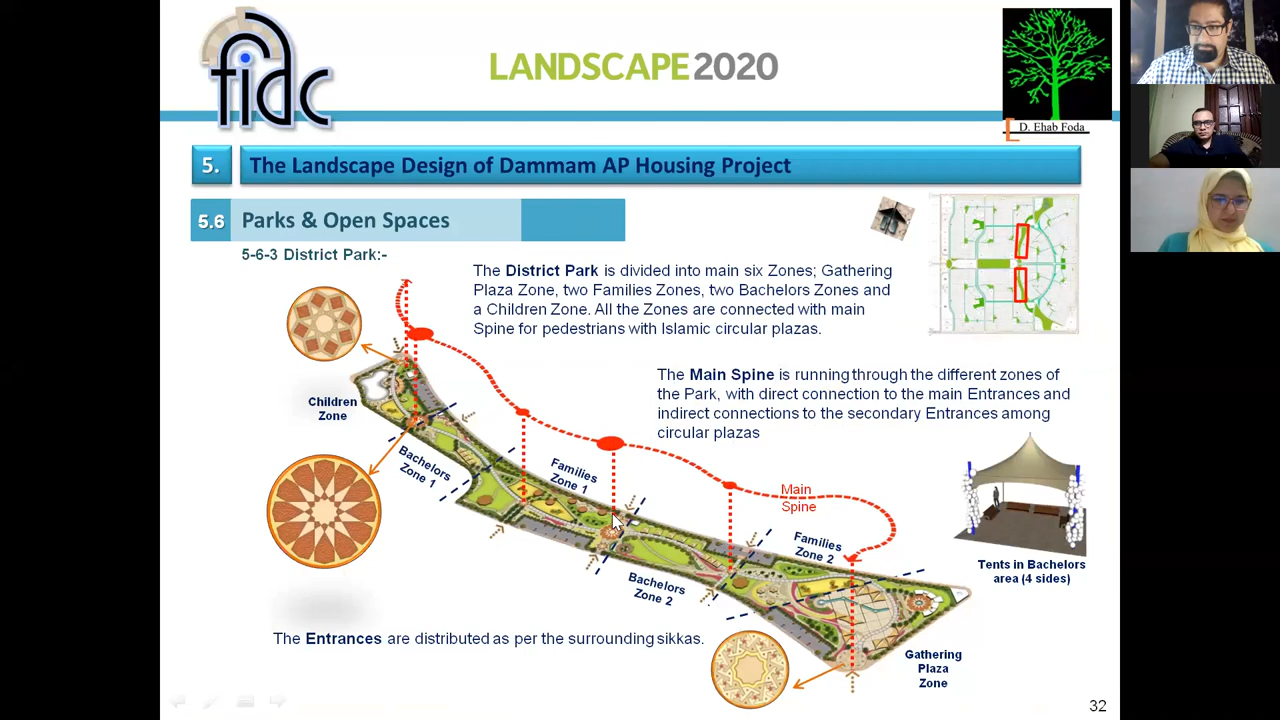 fidc
LANDSCAPE2020
D. Ehab Foda
5. The Landscape Design of Dammam AP Housing Project
5.6 Parks & Open Spaces
5-6-3 District Park:-
The District Park is divided into main six Zones; Gathering
Plaza Zone, two Families Zones, two Bachelors Zones and
a Children Zone. All the Zones are connected with main
Spine for pedestrians with Islamic circular plazas.
The Main Spine is running through the different zones of
the Park, with direct connection to the main Entrances and
indirect connections to the secondary Entrances among
circular plazas
Children
Zone
Bachelors
Zone 1
Families
Zone 1
Main
Spine
Families
Zone 2
Bachelors
Zone 2
Tents in Bachelors
area (4 sides)
The Entrances are distributed as per the surrounding sikkas.
Gathering
Plaza
Zone
32